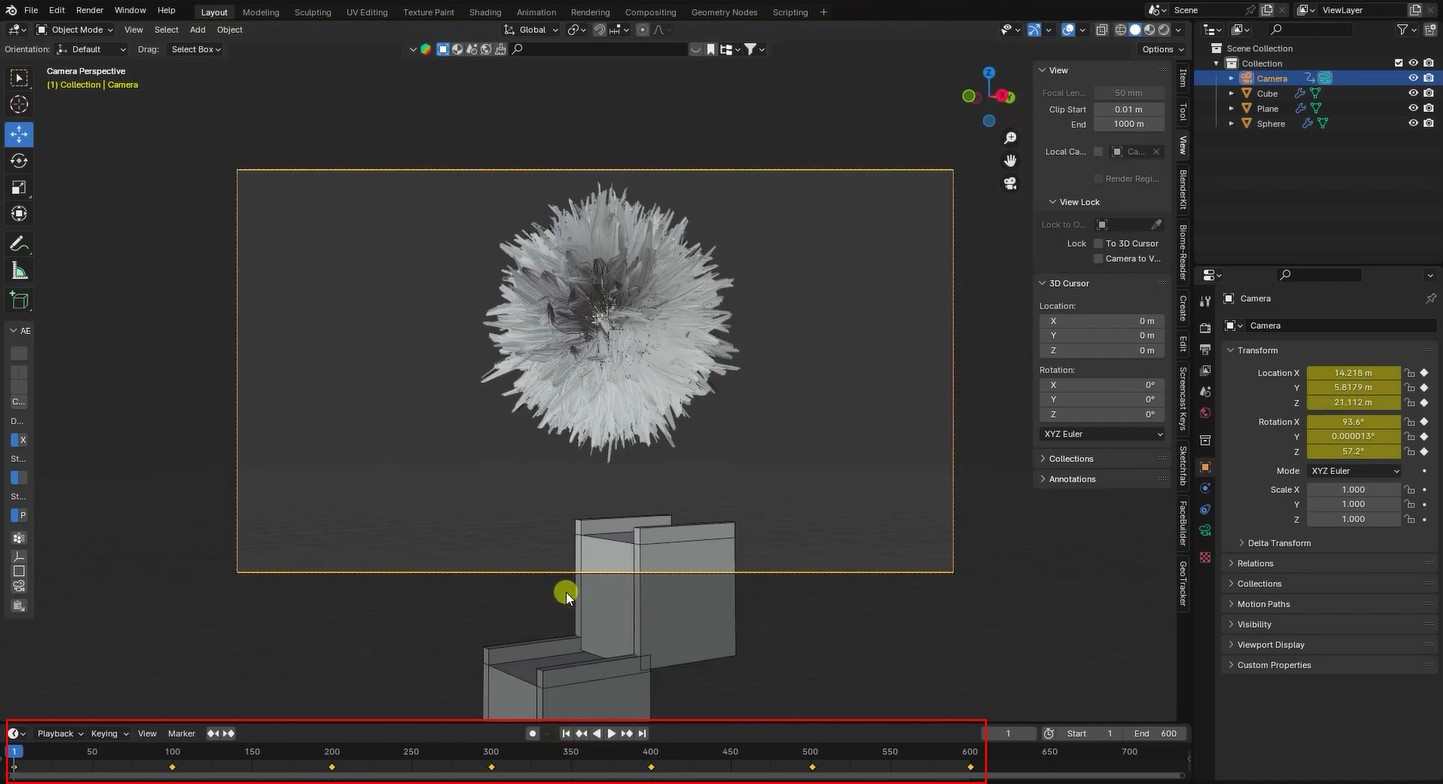 File Edit Render Window Help Layout Modeling Sculpting UV Editing Texture Paint Shading Animation Rendering Compositing Geometry Nodes Scripting + Scene ViewLayer
Object Mode View Select Add Object Global
Orientation: Default Drag: Select Box Options
Camera Perspective
(1) Collection | Camera
Scene Collection
Collection
Camera
Cube
Plane
Sphere
Z
X
Y
View
Focal Len... 50 mm
Clip Start 0.01 m
End 1000 m
Local Ca... Ca...
Render Regi...
View Lock
Lock to O...
Lock To 3D Cursor
Camera to V...
3D Cursor
Location:
X 0 m
Y 0 m
Z 0 m
Rotation:
X 0°
Y 0°
Z 0°
XYZ Euler
Collections
Annotations
Item
Tool
View
BlenderKit
Biome-Reader
Create
Edit
Screencast Keys
Sketchfab
FaceBuilder
GeoTracker
AE
C...
D...
X
St...
St...
P
Camera
Camera
Transform
Location X 14.218 m
Y 5.8179 m
Z 21.112 m
Rotation X 93.6°
Y 0.000013°
Z 57.2°
Mode XYZ Euler
Scale X 1.000
Y 1.000
Z 1.000
Delta Transform
Relations
Collections
Motion Paths
Visibility
Viewport Display
Custom Properties
Playback Keying View Marker 1 Start 1 End 600
1 50 100 150 200 250 300 350 400 450 500 550 600 650 700